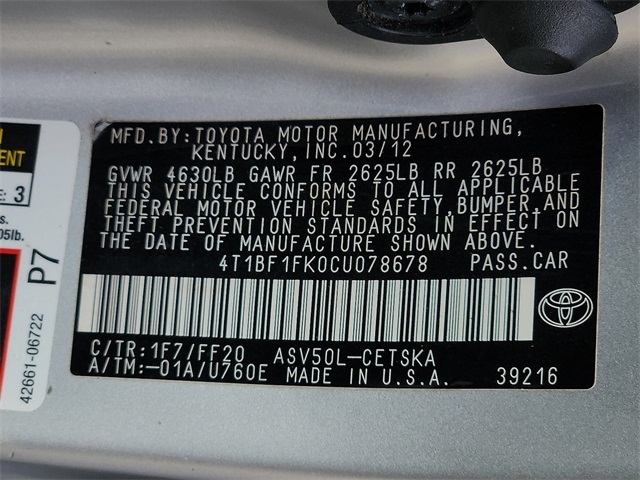 MFD.BY:TOYOTA MOTOR MANUFACTURING,
KENTUCKY, INC.03/12
GVWR 4630LB GAWR FR 2625LB RR 2625LB
THIS VEHICLE CONFORMS TO ALL APPLICABLE
FEDERAL MOTOR VEHICLE SAFETY, BUMPER, AND
THEFT PREVENTION STANDARDS IN EFFECT ON
THE DATE OF MANUFACTURE SHOWN ABOVE.
4T1BF1FK0CU078678 PASS.CAR
C/TR:1F7/FF20 ASV50L-CETSKA
A/TM:-01A/U760E MADE IN U.S.A. 39216
TOYOTA
E: 3
s.
05lb.
P7
42661-06722